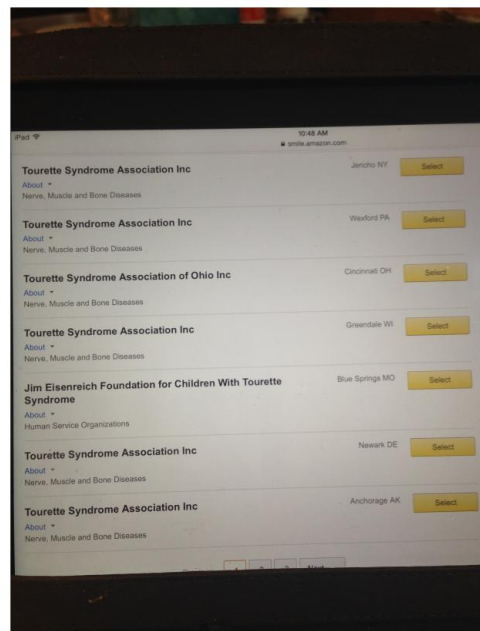 iPad
10:48 AM
smile.amazon.com
Tourette Syndrome Association Inc
Jericho NY
Select
About
Nerve, Muscle and Bone Diseases
Tourette Syndrome Association Inc
Wexford PA
Select
About
Nerve, Muscle and Bone Diseases
Tourette Syndrome Association of Ohio Inc
Cincinnati OH
Select
About
Nerve, Muscle and Bone Diseases
Tourette Syndrome Association Inc
Greendale WI
Select
About
Nerve, Muscle and Bone Diseases
Jim Eisenreich Foundation for Children With Tourette
Syndrome
Blue Springs MO
Select
About
Human Service Organizations
Tourette Syndrome Association Inc
Newark DE
Select
About
Nerve, Muscle and Bone Diseases
Tourette Syndrome Association Inc
Anchorage AK
Select
About
Nerve, Muscle and Bone Diseases